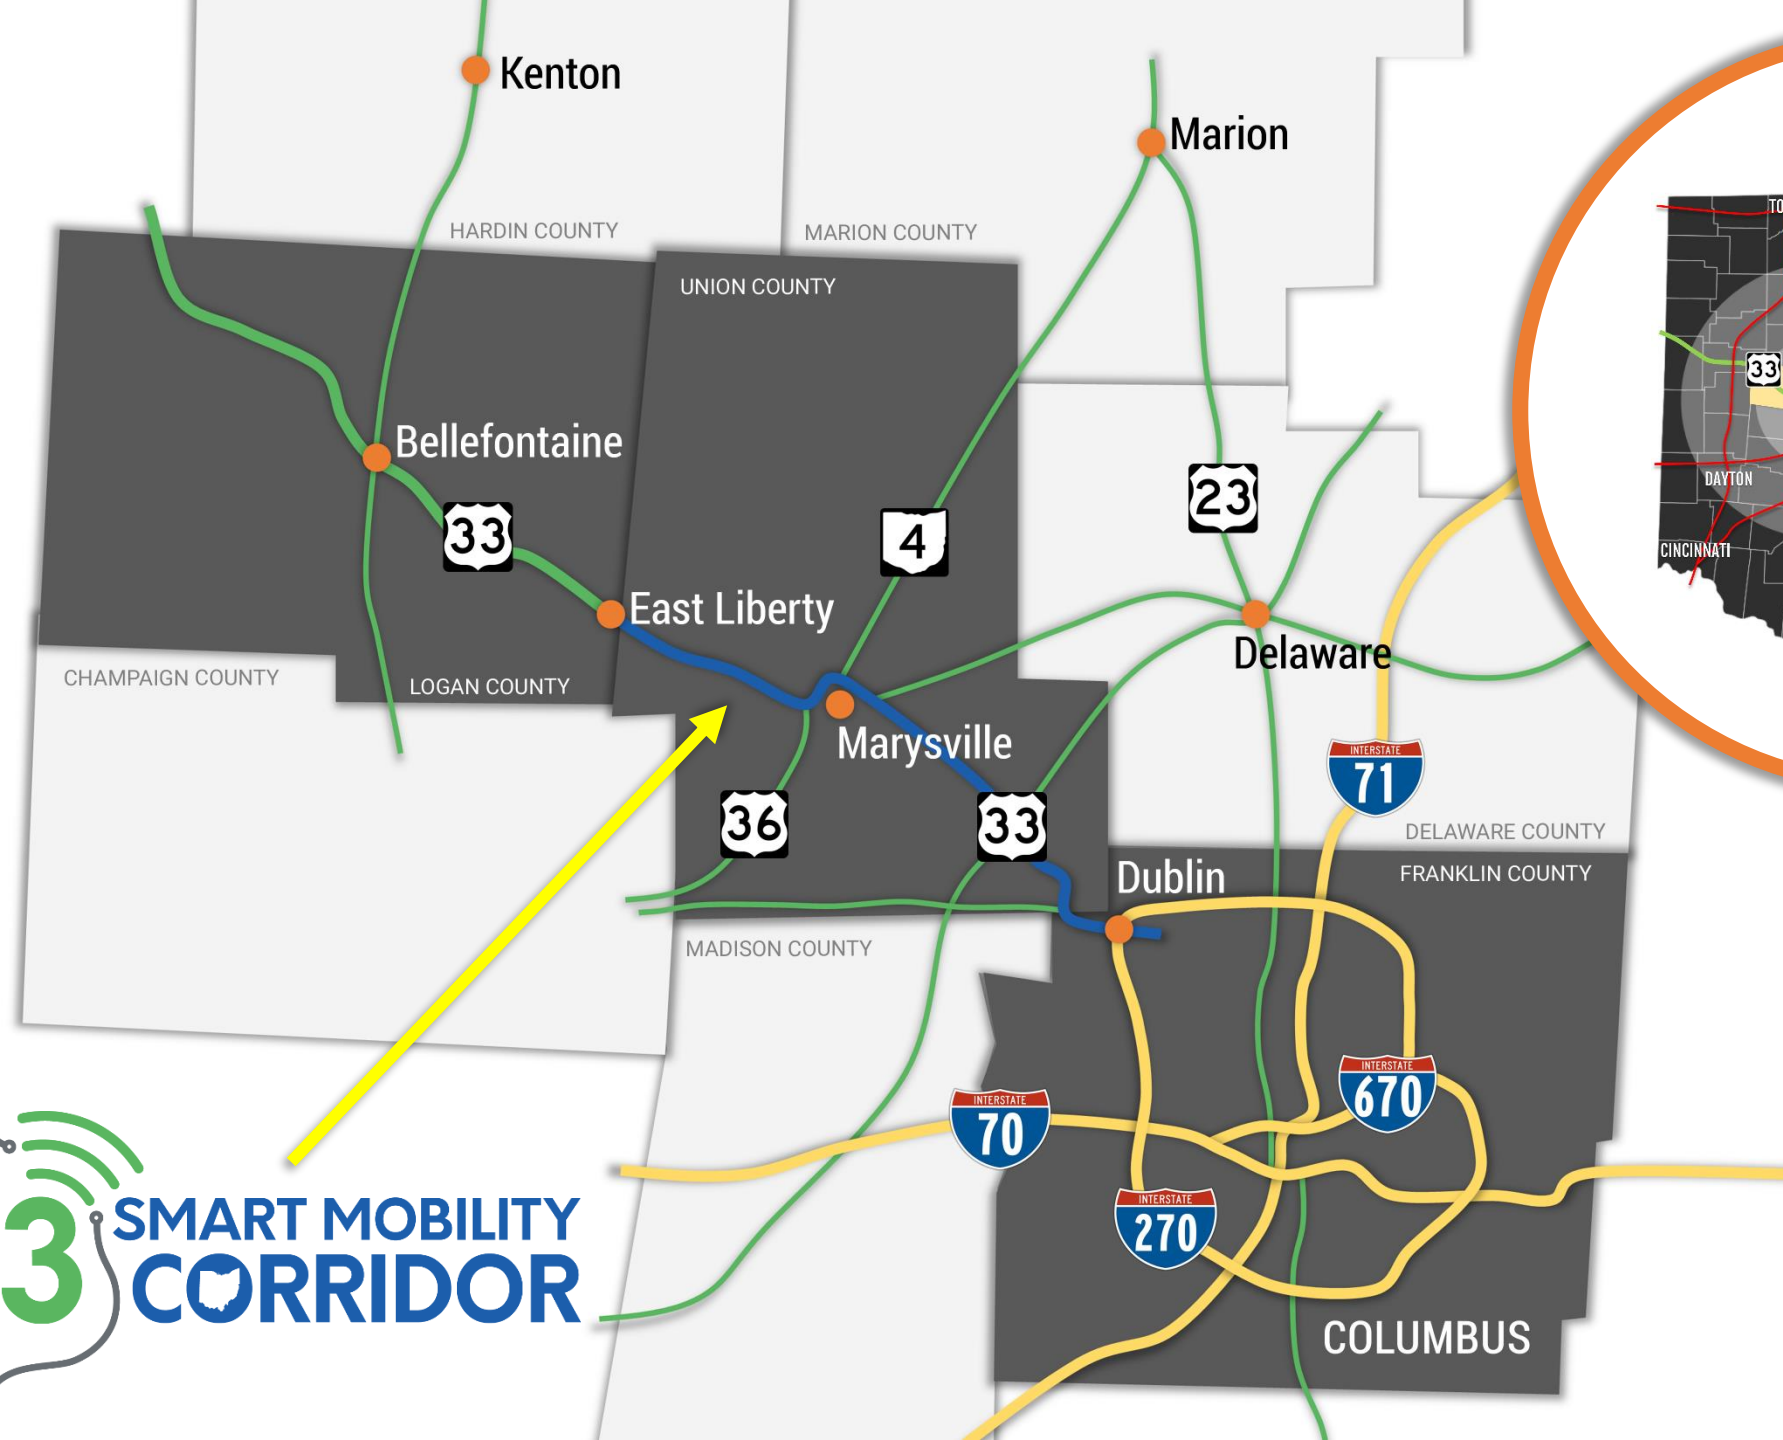 Kenton
Marion
HARDIN COUNTY
MARION COUNTY
UNION COUNTY
33
Bellefontaine
DAYTON
23
33
4
CINCINNATI
East Liberty
Delaware
CHAMPAIGN COUNTY
LOGAN COUNTY
Marysville
INTERSTATE
71
36
33
DELAWARE COUNTY
Dublin
FRANKLIN COUNTY
MADISON COUNTY
INTERSTATE
670
INTERSTATE
70
INTERSTATE
270
3 SMART MOBILITY
CORRIDOR
COLUMBUS